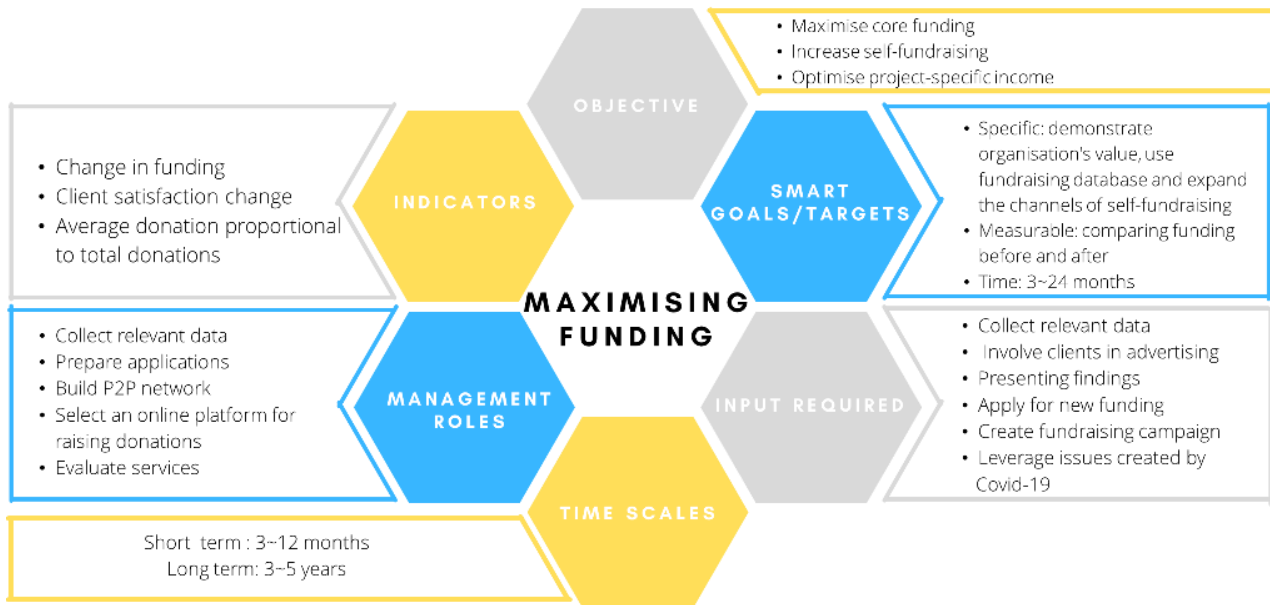 OBJECTIVE
• Maximise core funding
• Increase self-fundraising
• Optimise project-specific income
SMART
GOALS/TARGETS
• Specific: demonstrate
organisation's value, use
fundraising database and expand
the channels of self-fundraising
• Measurable: comparing funding
before and after
• Time: 3~24 months
INDICATORS
• Change in funding
• Client satisfaction change
• Average donation proportional
to total donations
MAXIMISING
FUNDING
MANAGEMENT
ROLES
• Collect relevant data
• Prepare applications
• Build P2P network
• Select an online platform for
raising donations
• Evaluate services
INPUT REQUIRED
• Collect relevant data
• Involve clients in advertising
• Presenting findings
• Apply for new funding
• Create fundraising campaign
• Leverage issues created by
Covid-19
TIME SCALES
Short term : 3~12 months
Long term: 3~5 years